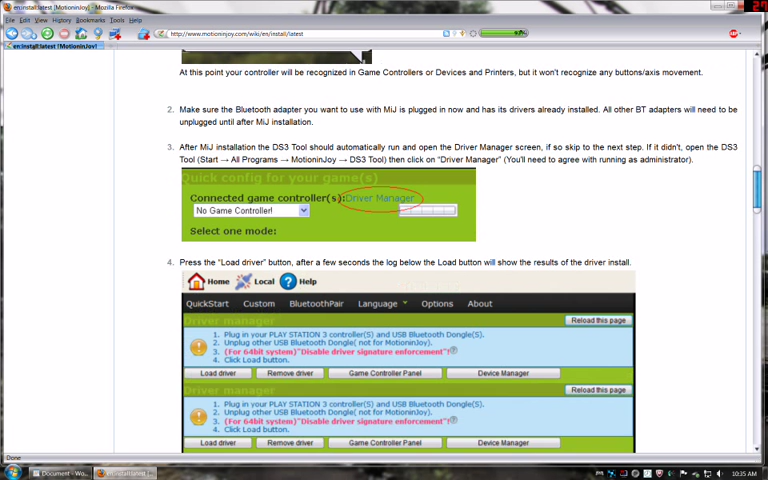 en:install:latest [MotioninJoy] - Mozilla Firefox
File Edit View History Bookmarks Tools Help
http://www.motioninjoy.com/wiki/en/install/latest
en:install:latest [MotioninJoy]
At this point your controller will be recognized in Game Controllers or Devices and Printers, but it won't recognize any buttons/axis movement.
2. Make sure the Bluetooth adapter you want to use with MiJ is plugged in now and has its drivers already installed. All other BT adapters will need to be
unplugged until after MiJ installation.
3. After MiJ installation the DS3 Tool should automatically run and open the Driver Manager screen, if so skip to the next step. If it didn't, open the DS3
Tool (Start → All Programs → MotioninJoy → DS3 Tool) then click on "Driver Manager" (You'll need to agree with running as administrator).
Quick config for your game(s)
Connected game controller(s):Driver Manager
No Game Controller!
Select one mode:
4. Press the "Load driver" button, after a few seconds the log below the Load button will show the results of the driver install.
Home Local Help
QuickStart Custom BluetoothPair Language Options About
Driver manager Reload this page
1. Plug in your PLAY STATION 3 controller(S) and USB Bluetooth Dongle(S).
2. Unplug other USB Bluetooth Dongle( not for MotioninJoy).
3. (For 64bit system)"Disable driver signature enforcement"!
4. Click Load button.
Load driver Remove driver Game Controller Panel Device Manager
Driver manager Reload this page
1. Plug in your PLAY STATION 3 controller(S) and USB Bluetooth Dongle(S).
2. Unplug other USB Bluetooth Dongle( not for MotioninJoy).
3. (For 64bit system)"Disable driver signature enforcement"!
4. Click Load button.
Load driver Remove driver Game Controller Panel Device Manager
Done
Document - Wo... en:install:latest [... 10:35 AM